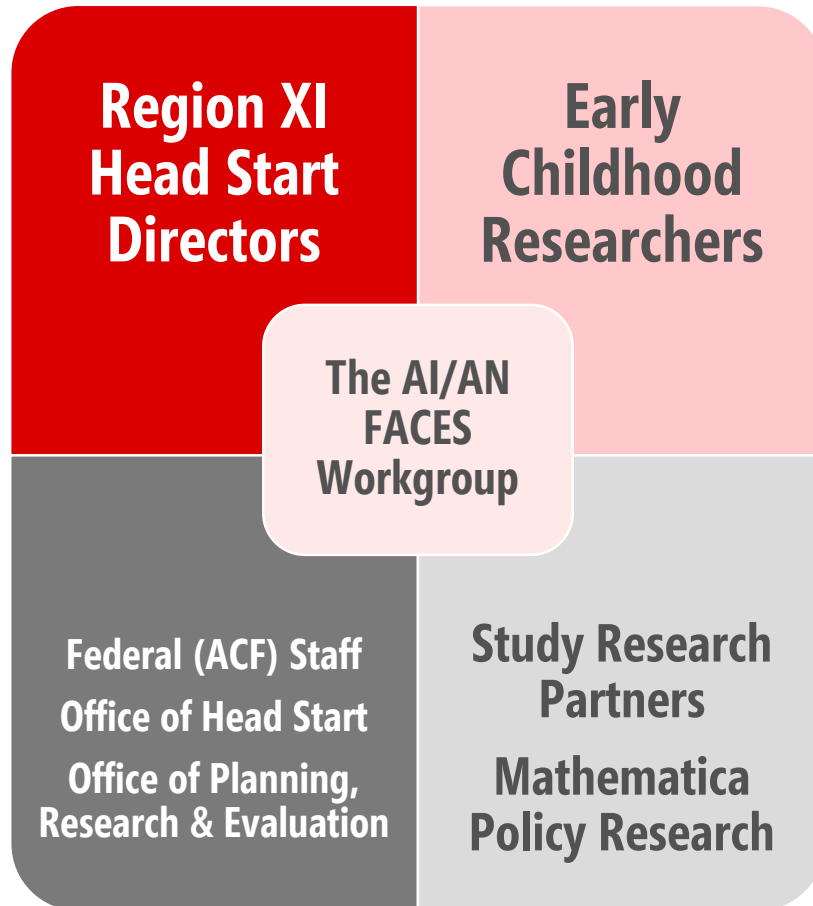 Region XI
Head Start
Directors
Early
Childhood
Researchers
The AI/AN
FACES
Workgroup
Federal (ACF) Staff
Office of Head Start
Office of Planning,
Research & Evaluation
Study Research
Partners
Mathematica
Policy Research